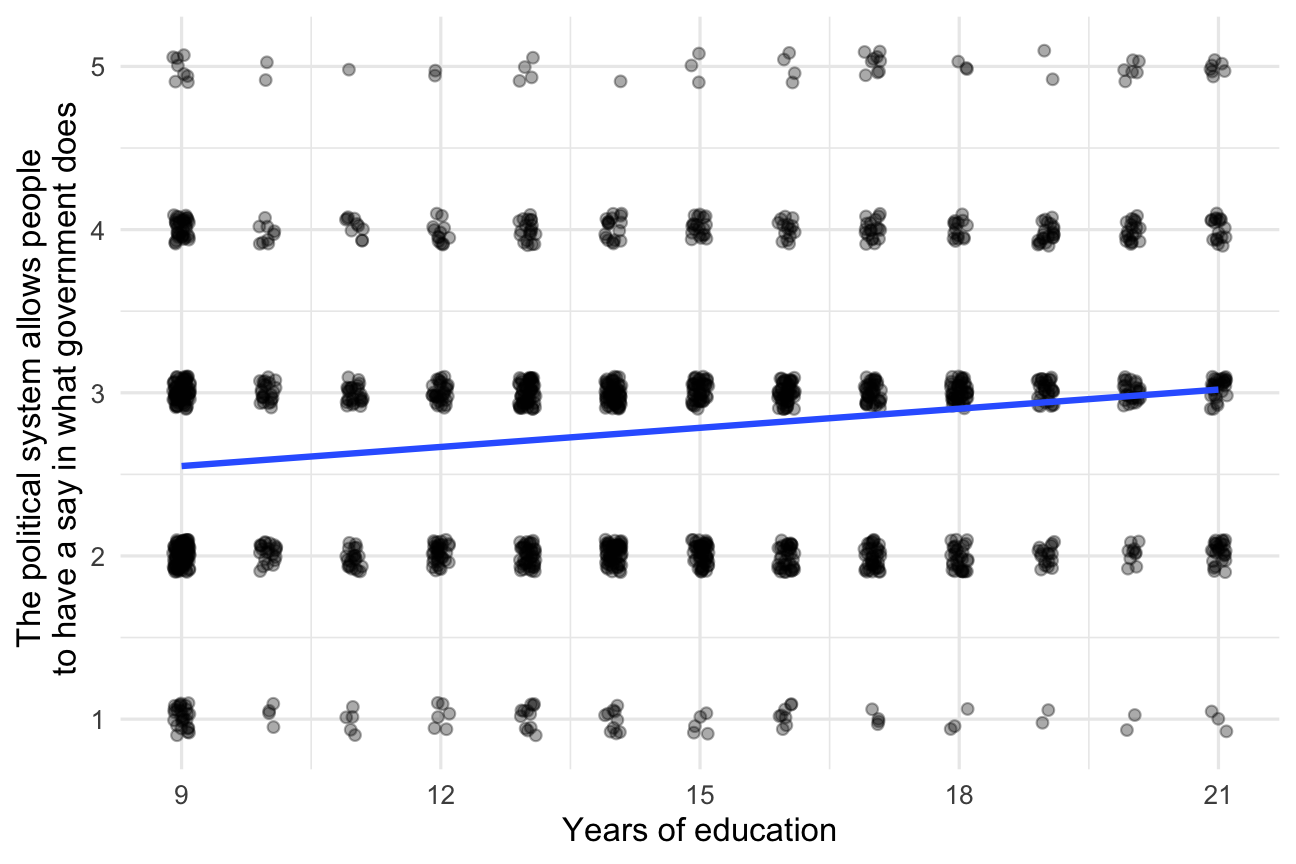 The political system allows people
to have a say in what government does
5
4
3
2
1
9 12 15 18 21
Years of education